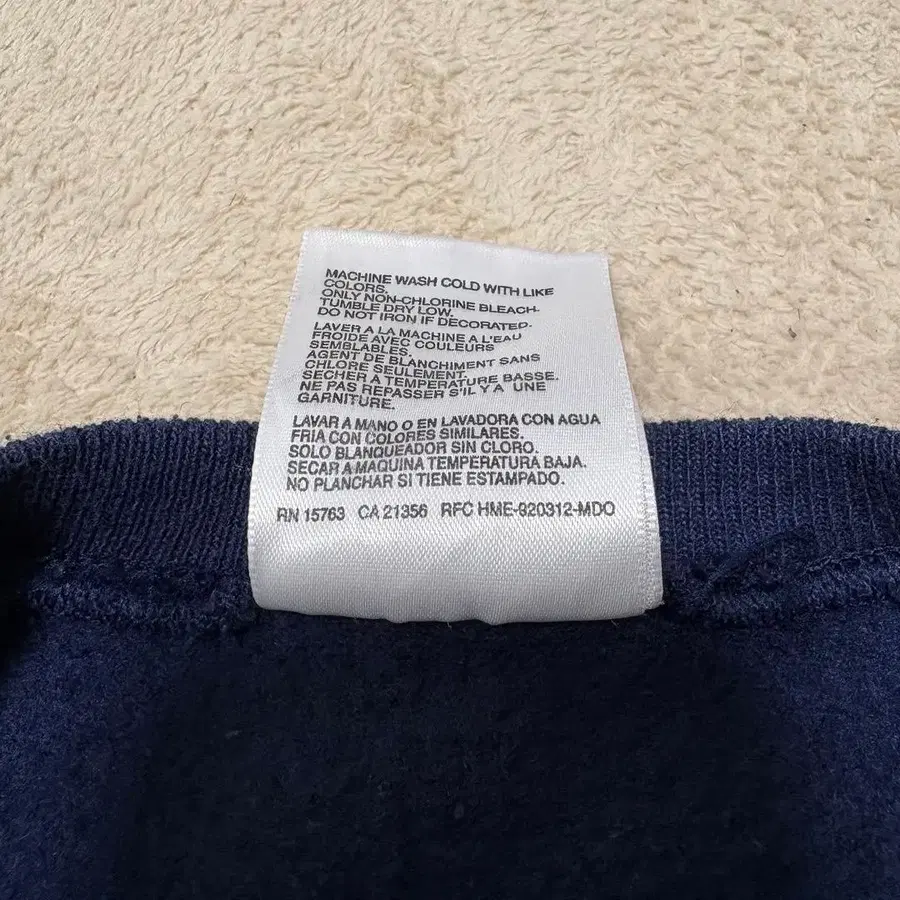 MACHINE WASH COLD WITH LIKE
COLORS.
ONLY NON-CHLORINE BLEACH.
TUMBLE DRY LOW.
DO NOT IRON IF DECORATED.
LAVER A LA MACHINE A L'EAU
FROIDE AVEC COULEURS
SEMBLABLES.
AGENT DE BLANCHIMENT SANS
CHLORE SEULEMENT.
SECHER A TEMPERATURE BASSE.
NE PAS REPASSER S'IL Y A UNE
GARNITURE.
LAVAR A MANO O EN LAVADORA CON AGUA
FRIA CON COLORES SIMILARES.
SOLO BLANQUEADOR SIN CLORO.
SECAR A MAQUINA TEMPERATURA BAJA.
NO PLANCHAR SI TIENE ESTAMPADO.
RN 15763 CA 21356 RFC HME-920312-MDO